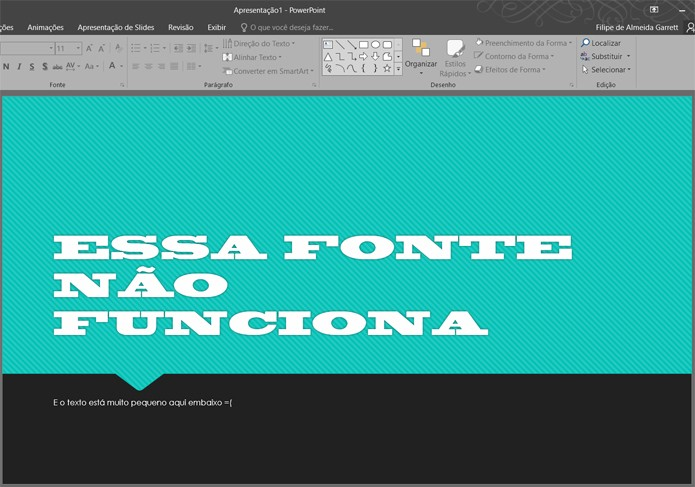 Apresentação1 - PowerPoint
ções Animações Apresentação de Slides Revisão Exibir O que você deseja fazer... Filipe de Almeida Garrett
11 A A Direção do Texto Preenchimento da Forma Localizar
N I S S abc AV Aa A Alinhar Texto Organizar Estilos Contorno da Forma Substituir
Converter em SmartArt Rápidos Efeitos de Forma Selecionar
Fonte Parágrafo Desenho Edição
ESSA FONTE
NÃO
FUNCIONA
E o texto está muito pequeno aqui embaixo =(